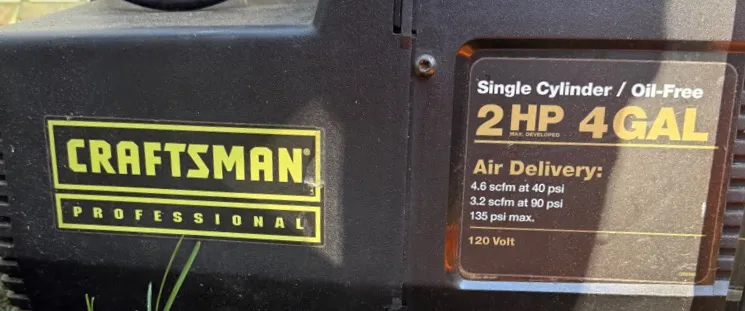 CRAFTSMAN®
PROFESSIONAL
Single Cylinder / Oil-Free
2 HP 4 GAL
MAX. DEVELOPED
Air Delivery:
4.6 scfm at 40 psi
3.2 scfm at 90 psi
135 psi max.
120 Volt